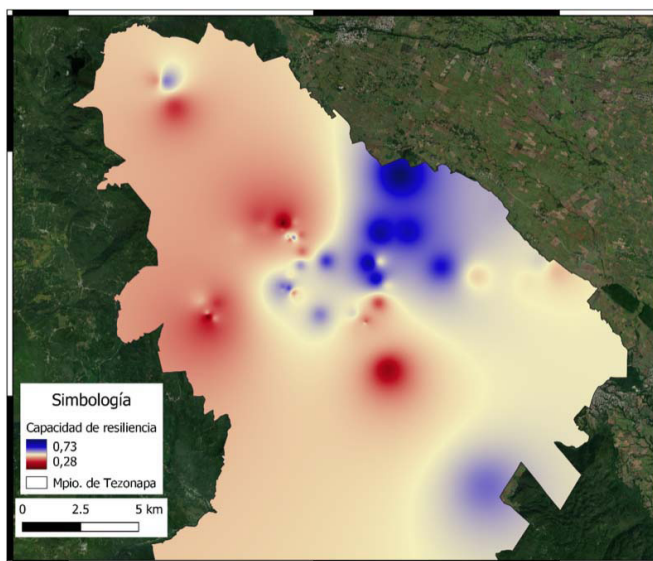 Simbología
Capacidad de resiliencia
0,73
0,28
Mpio. de Tezonapa
0 2.5 5 km